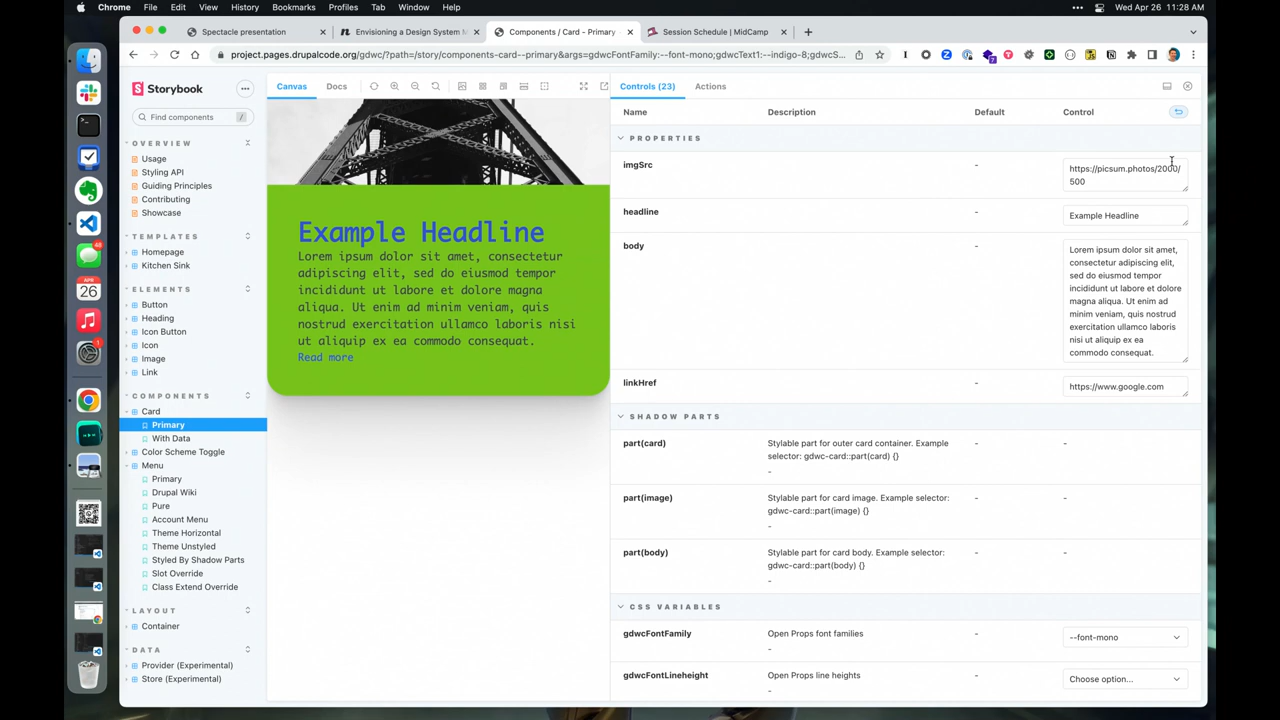 Chrome File Edit View History Bookmarks Profiles Tab Window Help
Wed Apr 26 11:28 AM
Spectacle presentation
Envisioning a Design System M
Components / Card - Primary
Session Schedule | MidCamp
project.pages.drupalcode.org/gdwc/?path=/story/components-card--primary&args=gdwcFontFamily:--font-mono;gdwcText1:--indigo-8;gdwcS...
Storybook
Find components
/
OVERVIEW
Usage
Styling API
Guiding Principles
Contributing
Showcase
TEMPLATES
Homepage
Kitchen Sink
ELEMENTS
Button
Heading
Icon Button
Icon
Image
Link
COMPONENTS
Card
Primary
With Data
Color Scheme Toggle
Menu
Primary
Drupal Wiki
Pure
Account Menu
Theme Horizontal
Theme Unstyled
Styled By Shadow Parts
Slot Override
Class Extend Override
LAYOUT
Container
DATA
Provider (Experimental)
Store (Experimental)
Canvas Docs
Example Headline
Lorem ipsum dolor sit amet, consectetur
adipiscing elit, sed do eiusmod tempor
incididunt ut labore et dolore magna
aliqua. Ut enim ad minim veniam, quis
nostrud exercitation ullamco laboris nisi
ut aliquip ex ea commodo consequat.
Read more
Controls (23) Actions
Name Description Default Control
PROPERTIES
imgSrc - https://picsum.photos/2000/
500
headline - Example Headline
body - Lorem ipsum dolor sit amet,
consectetur adipiscing elit,
sed do eiusmod tempor
incididunt ut labore et dolore
magna aliqua. Ut enim ad
minim veniam, quis nostrud
exercitation ullamco laboris
nisi ut aliquip ex ea
commodo consequat.
linkHref - https://www.google.com
SHADOW PARTS
part(card) Stylable part for outer card container. Example - -
selector: gdwc-card::part(card) {}
-
part(image) Stylable part for card image. Example selector: - -
gdwc-card::part(image) {}
-
part(body) Stylable part for card body. Example selector: - -
gdwc-card::part(body) {}
-
CSS VARIABLES
gdwcFontFamily Open Props font families - --font-mono
-
gdwcFontLineheight Open Props line heights - Choose option...
-
APR
26